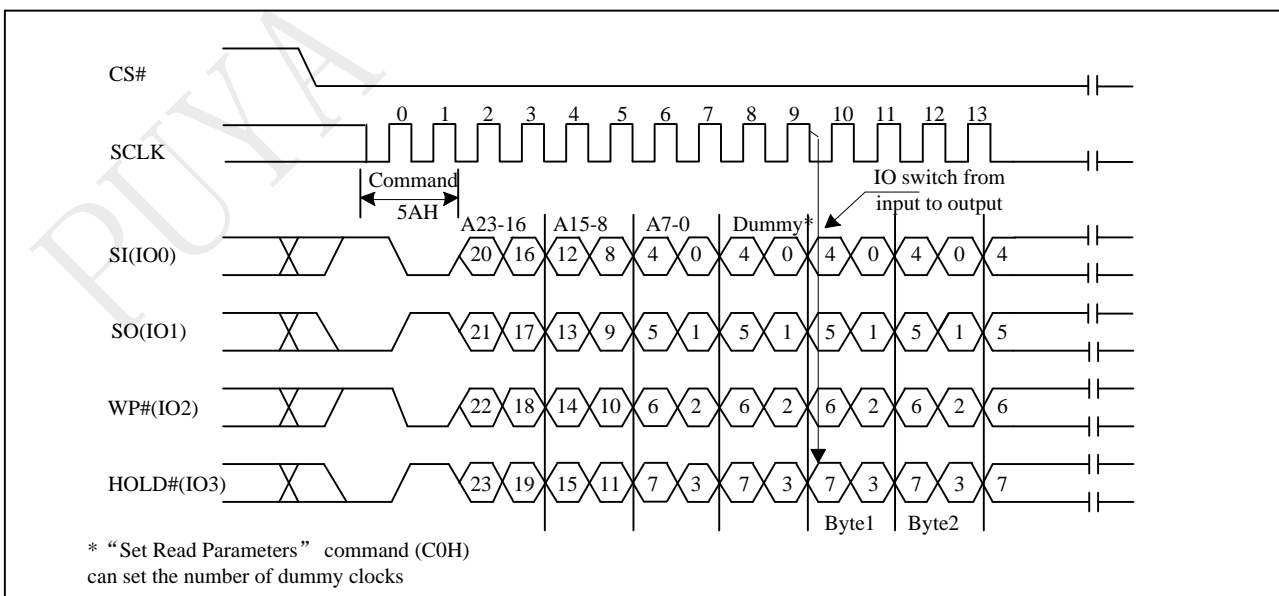 PUYA
CS#
0 1 2 3 4 5 6 7 8 9 10 11 12 13
SCLK
Command
5AH
IO switch from
input to output
A23-16 A15-8 A7-0 Dummy*
SI(IO0) 20 16 12 8 4 0 4 0 4 0 4 0 4
SO(IO1) 21 17 13 9 5 1 5 1 5 1 5 1 5
WP#(IO2) 22 18 14 10 6 2 6 2 6 2 6 2 6
HOLD#(IO3) 23 19 15 11 7 3 7 3 7 3 7 3 7
Byte1 Byte2
* “Set Read Parameters” command (C0H)
can set the number of dummy clocks